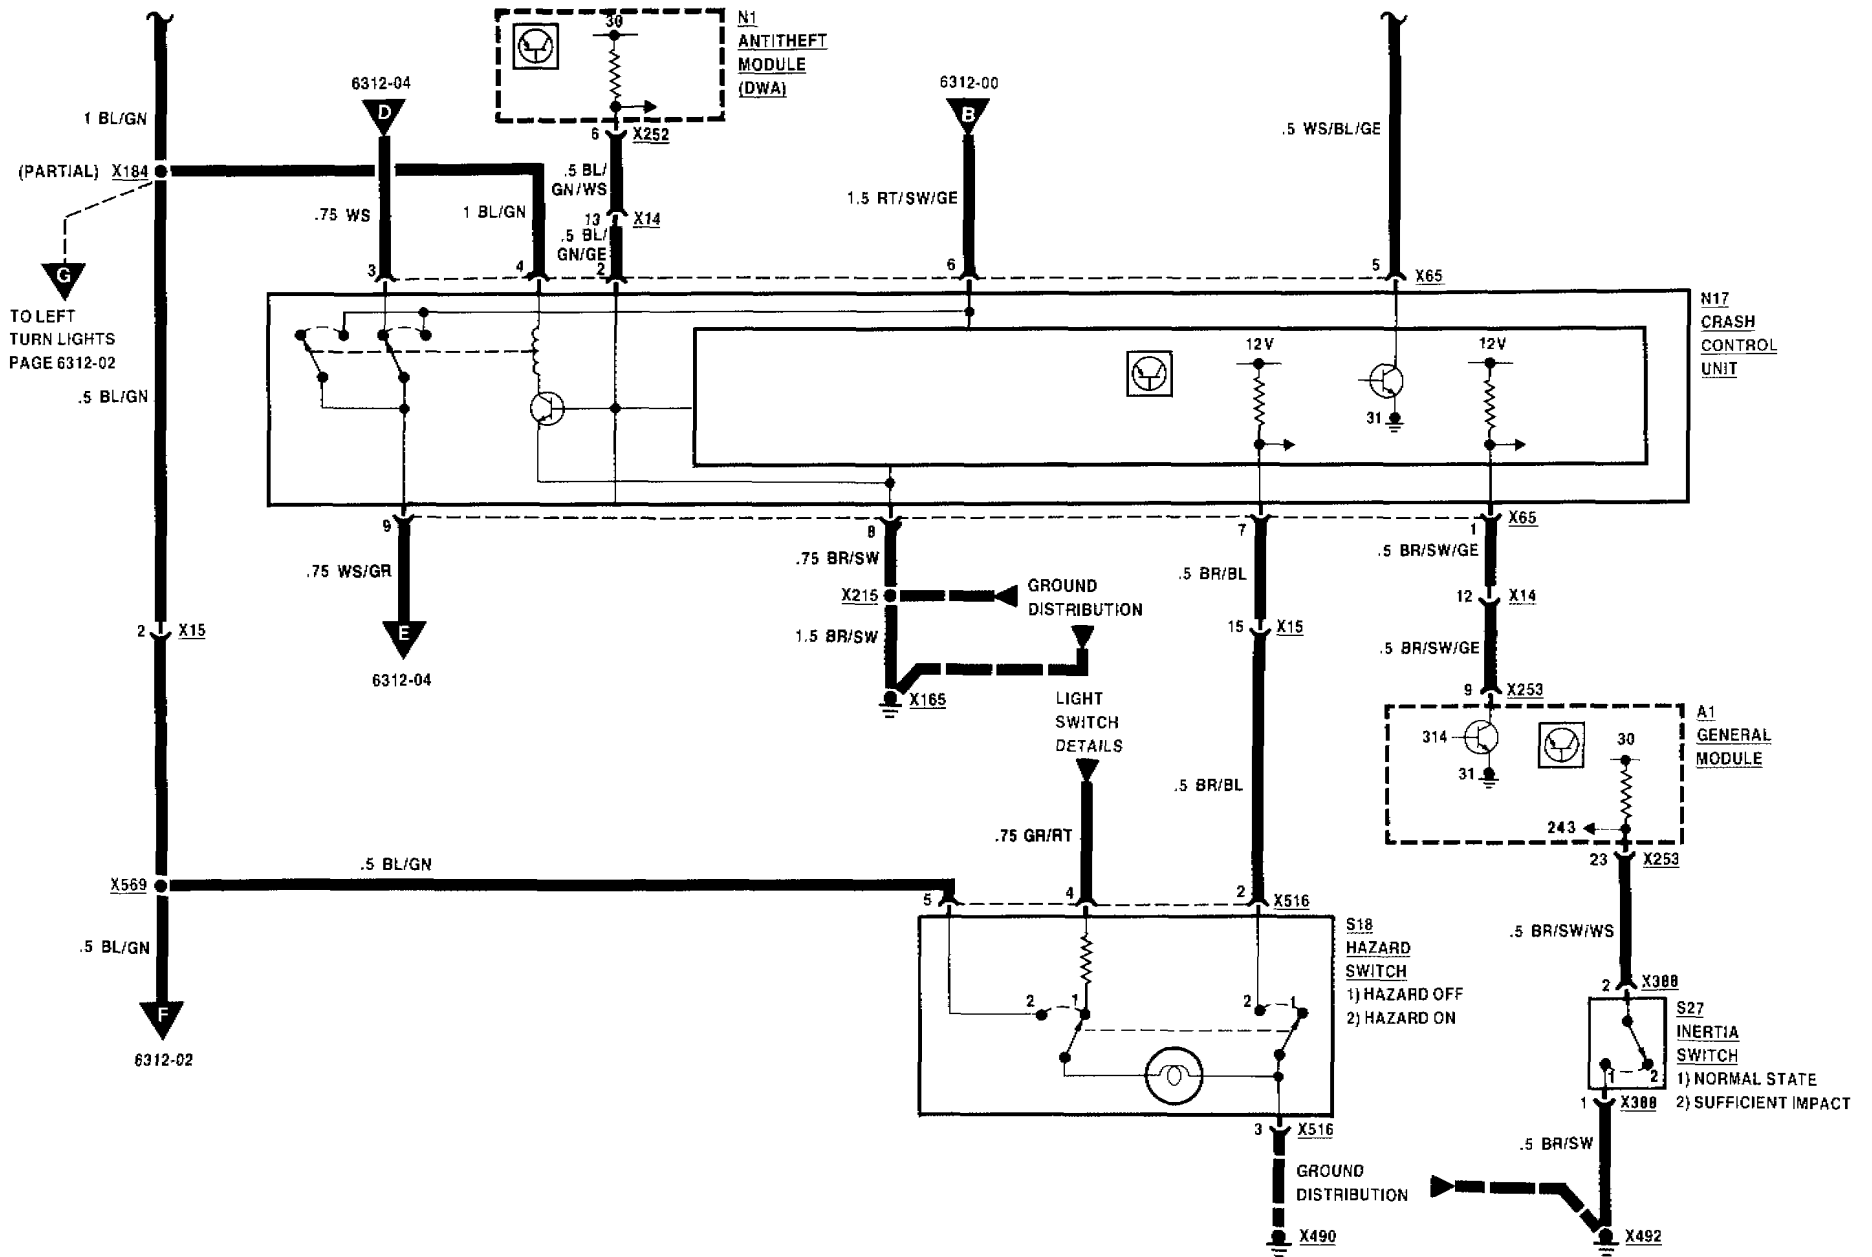 30
N1
ANTITHEFT
MODULE
(DWA)
6312-04
D
6312-00
B
1 BL/GN
6
X252
.5 WS/BL/GE
(PARTIAL) X184
.5 BL/
GN/WS
.75 WS
1 BL/GN
13
X14
1.5 RT/SW/GE
.5 BL/
GN/GE
G
3
4
2
6
5
X65
TO LEFT
TURN LIGHTS
PAGE 6312-02
N17
CRASH
CONTROL
UNIT
12V
12V
.5 BL/GN
31
9
8
7
1
X65
.75 WS/GR
.75 BR/SW
.5 BR/BL
.5 BR/SW/GE
X215
GROUND
DISTRIBUTION
12
X14
2
X15
E
1.5 BR/SW
15
X15
.5 BR/SW/GE
6312-04
X165
9
X253
LIGHT
SWITCH
DETAILS
A1
GENERAL
MODULE
314
30
31
.5 BR/BL
.75 GR/RT
243
23
X253
.5 BL/GN
X569
5
4
2
X516
.5 BL/GN
S18
HAZARD
SWITCH
1) HAZARD OFF
2) HAZARD ON
.5 BR/SW/WS
2
1
2
1
2
X388
F
6312-02
S27
INERTIA
SWITCH
1) NORMAL STATE
2) SUFFICIENT IMPACT
1
2
1
X388
3
X516
.5 BR/SW
GROUND
DISTRIBUTION
X490
X492